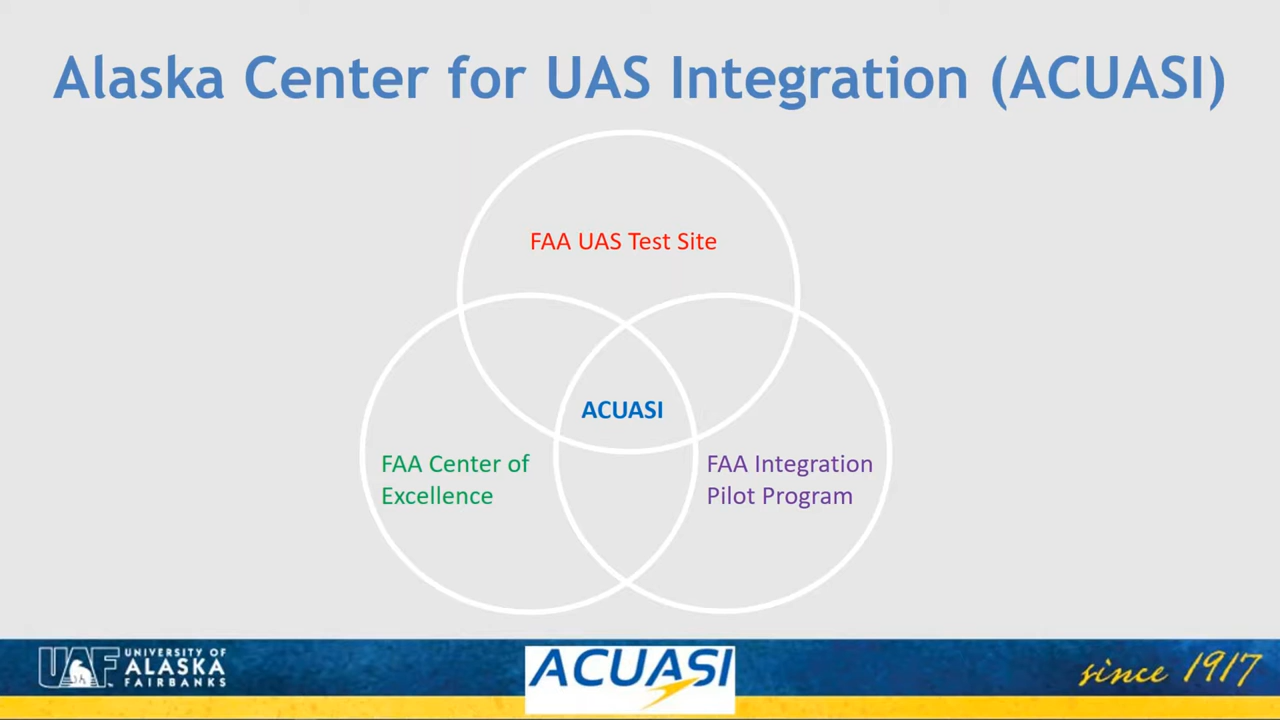 Alaska Center for UAS Integration (ACUASI)
FAA UAS Test Site
ACUASI
FAA Center of
Excellence
FAA Integration
Pilot Program
UAF
UNIVERSITY OF
ALASKA
FAIRBANKS
ACUASI
since 1917